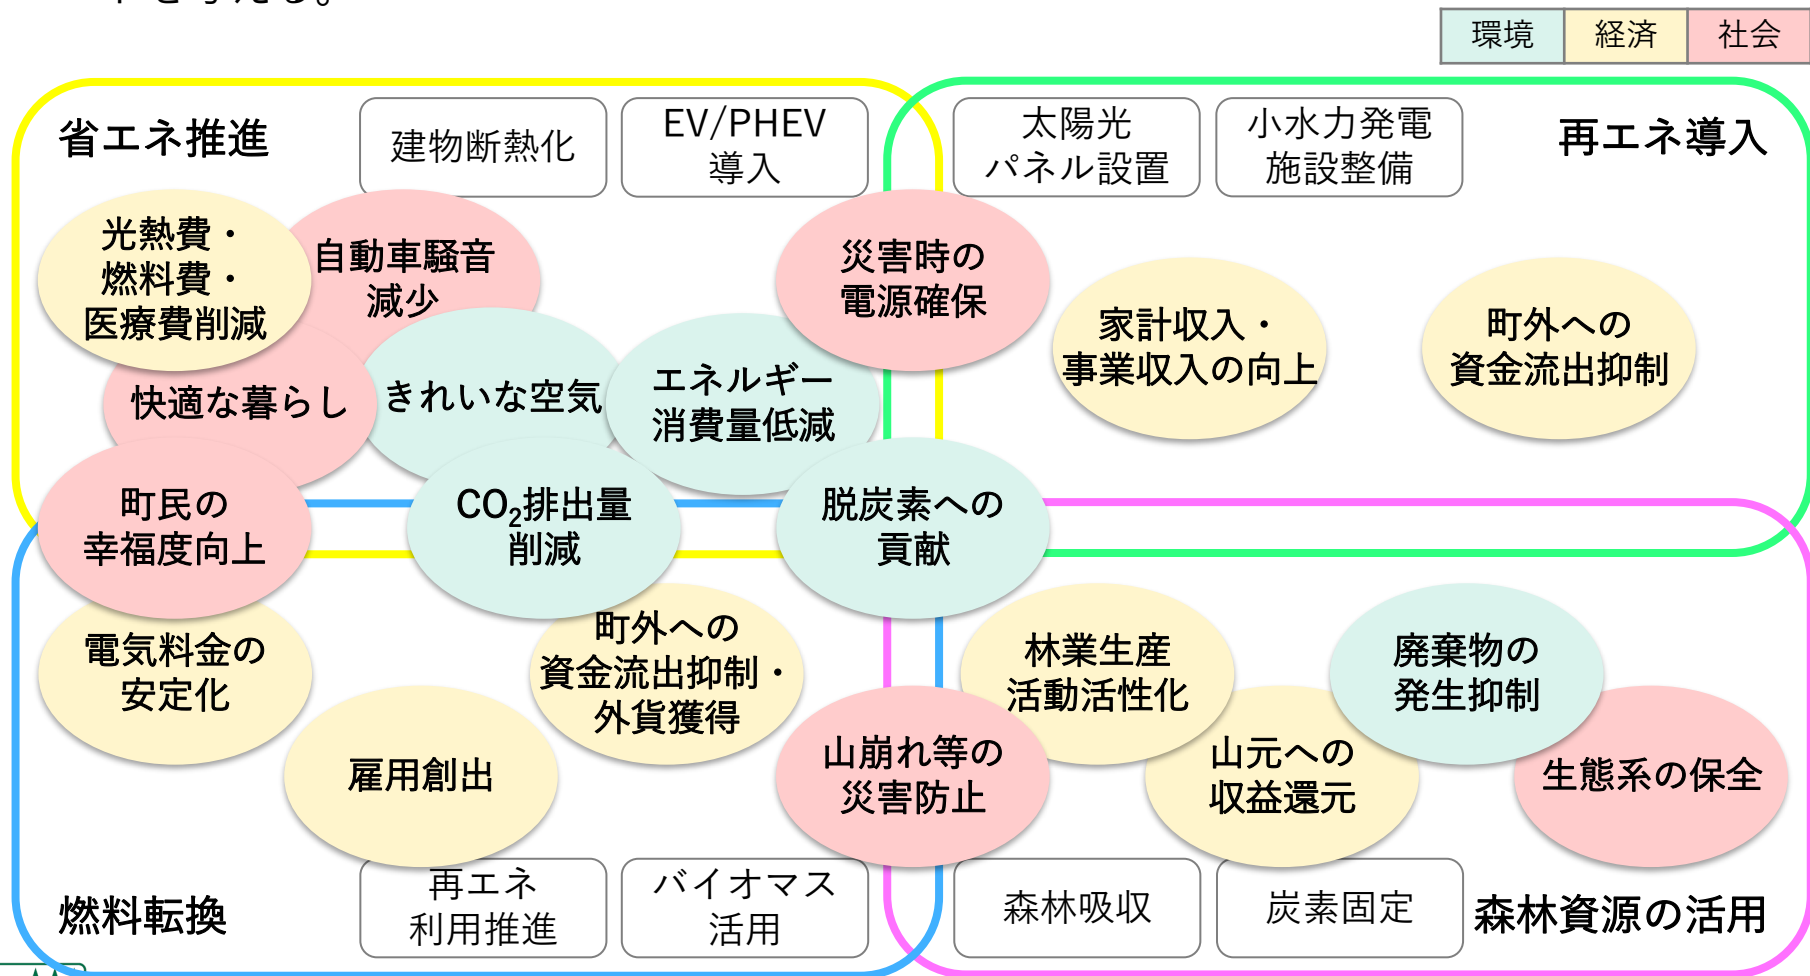 環境
経済
社会
省エネ推進
建物断熱化
EV/PHEV
導入
太陽光
パネル設置
小水力発電
施設整備
再エネ導入
光熱費・
燃料費・
医療費削減
自動車騒音
減少
災害時の
電源確保
家計収入・
事業収入の向上
町外への
資金流出抑制
快適な暮らし
きれいな空気
エネルギー
消費量低減
町民の
幸福度向上
CO₂排出量
削減
脱炭素への
貢献
電気料金の
安定化
町外への
資金流出抑制・
外貨獲得
林業生産
活動活性化
廃棄物の
発生抑制
雇用創出
山崩れ等の
災害防止
山元への
収益還元
生態系の保全
燃料転換
再エネ
利用推進
バイオマス
活用
森林吸収
炭素固定
森林資源の活用